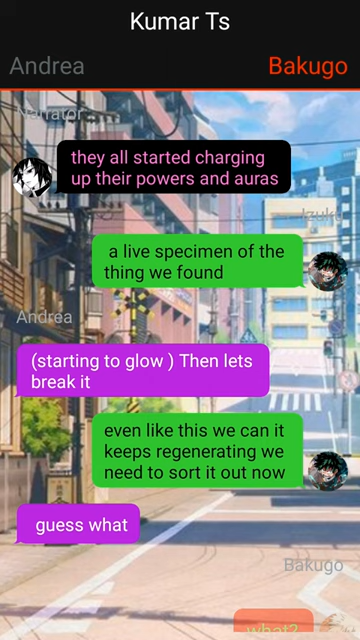 Kumar Ts
Andrea
Bakugo
Narrator
they all started charging
up their powers and auras
Izuku
a live specimen of the
thing we found
Andrea
(starting to glow ) Then lets
break it
even like this we can it
keeps regenerating we
need to sort it out now
guess what
Bakugo
what?